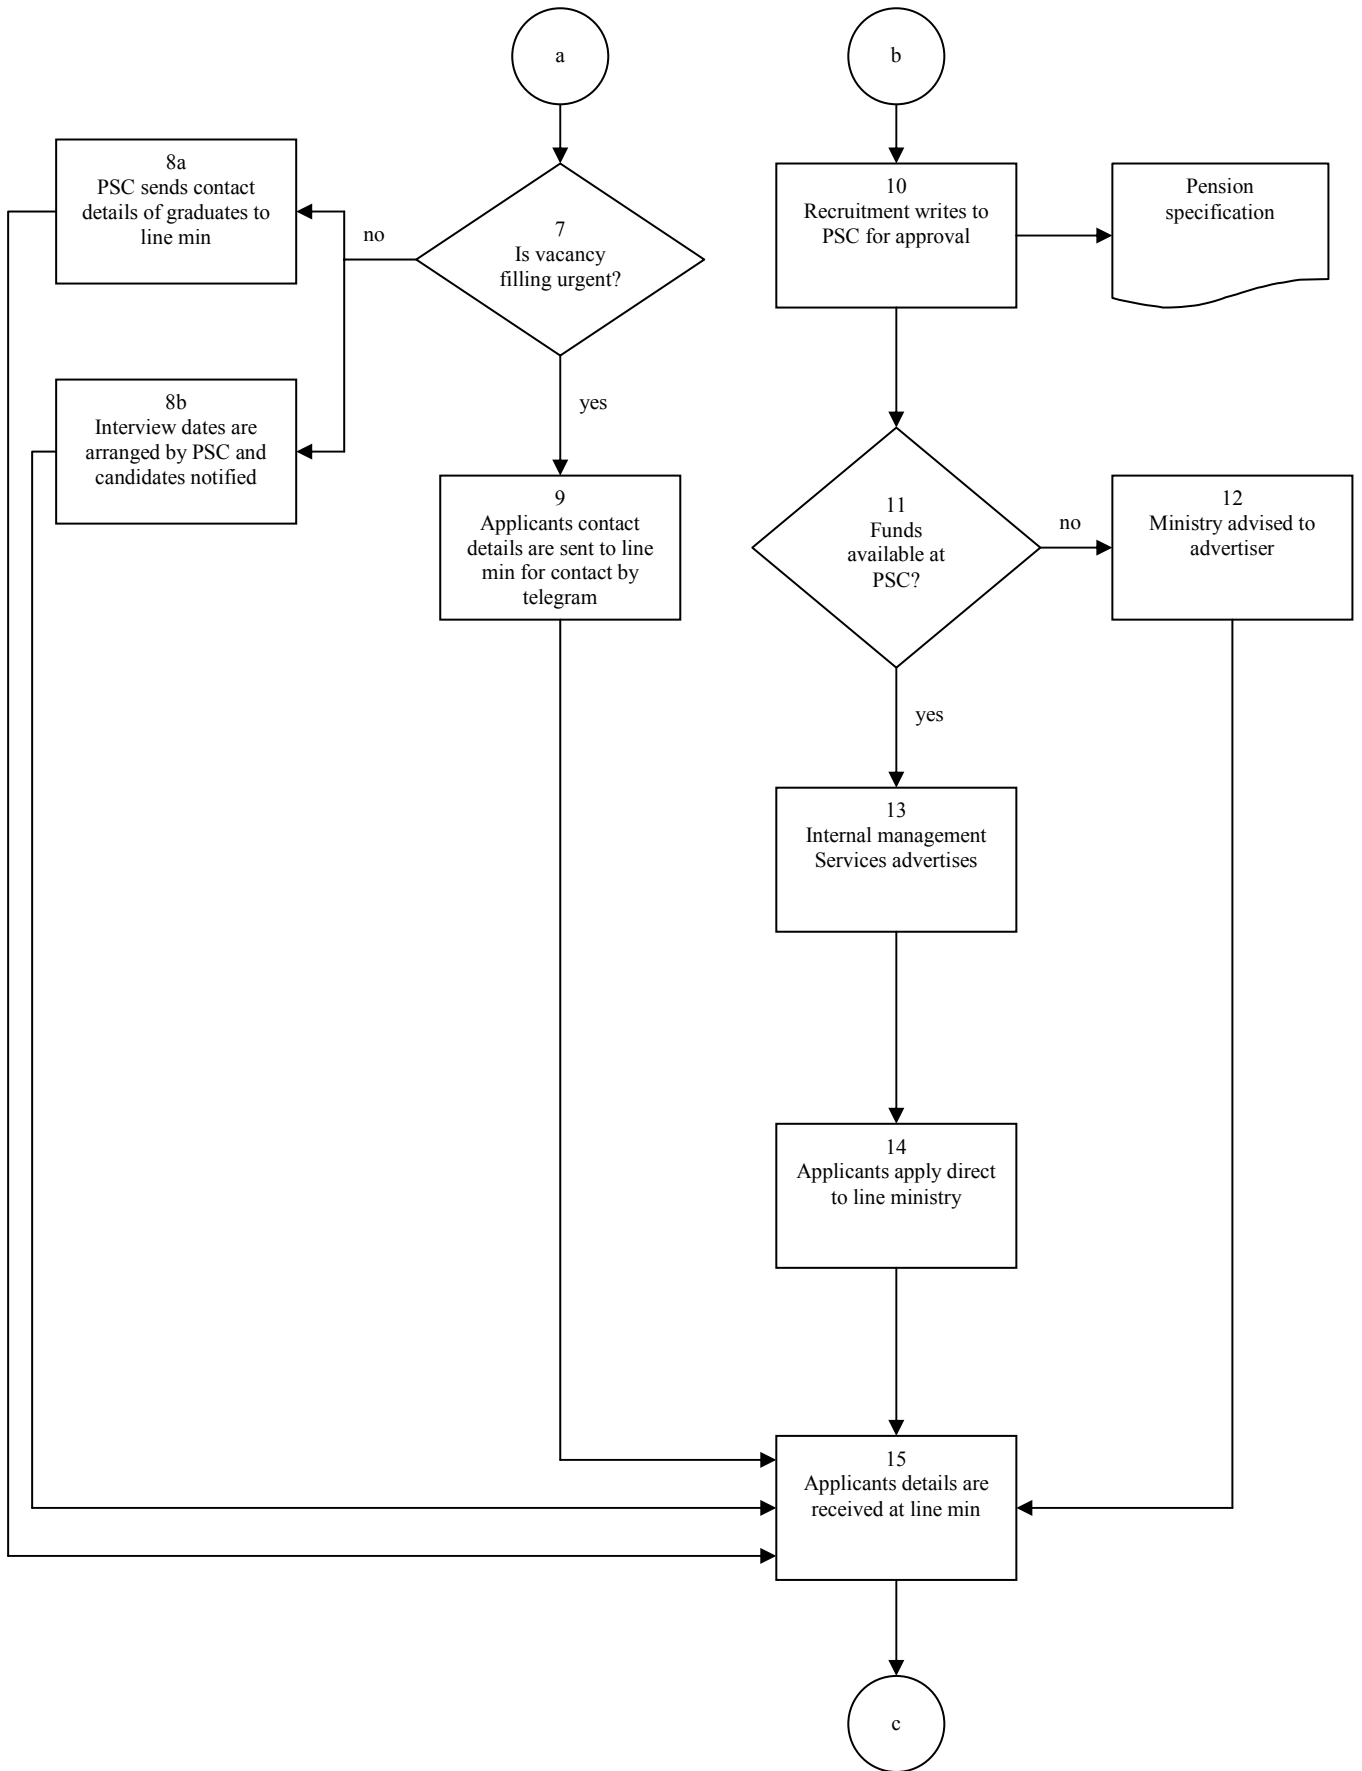 a
b
8a
PSC sends contact
details of graduates to
line min
no
7
Is vacancy
filling urgent?
10
Recruitment writes to
PSC for approval
Pension
specification
8b
Interview dates are
arranged by PSC and
candidates notified
yes
9
Applicants contact
details are sent to line
min for contact by
telegram
11
Funds
available at
PSC?
no
12
Ministry advised to
advertiser
yes
13
Internal management
Services advertises
14
Applicants apply direct
to line ministry
15
Applicants details are
received at line min
c